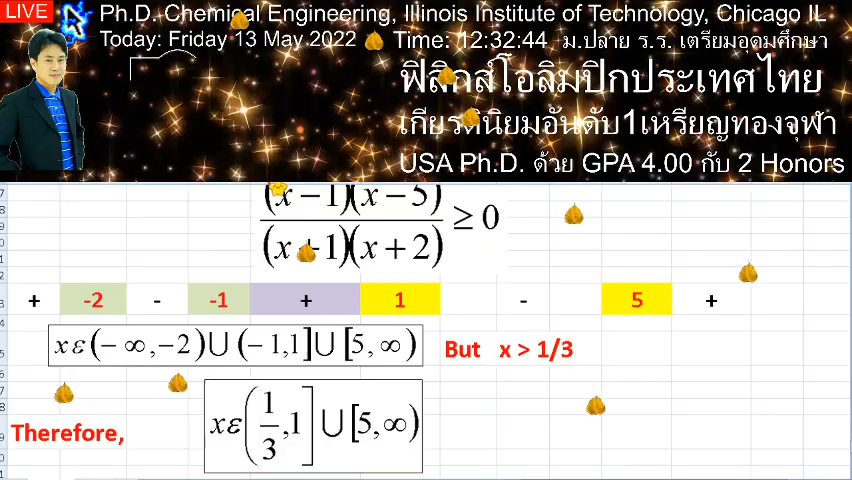 LIVE
Ph.D. Chemical Engineering, Illinois Institute of Technology, Chicago IL
Today: Friday 13 May 2022 Time: 12:32:44 ม.ปลาย ร.ร. เตรียมอุดมศึกษา
ฟิสิกส์โอลิมปิกประเทศไทย
เกียรตินิยมอันดับ1เหรียญทองจุฬา
USA Ph.D. ด้วย GPA 4.00 กับ 2 Honors
(x−1)(x−5)
≥ 0
(x+1)(x+2)
+ -2 - -1 + 1 - 5 +
xε(−∞,−2)∪(−1,1]∪[5,∞) But x > 1/3
Therefore, xε(1/3,1]∪[5,∞)